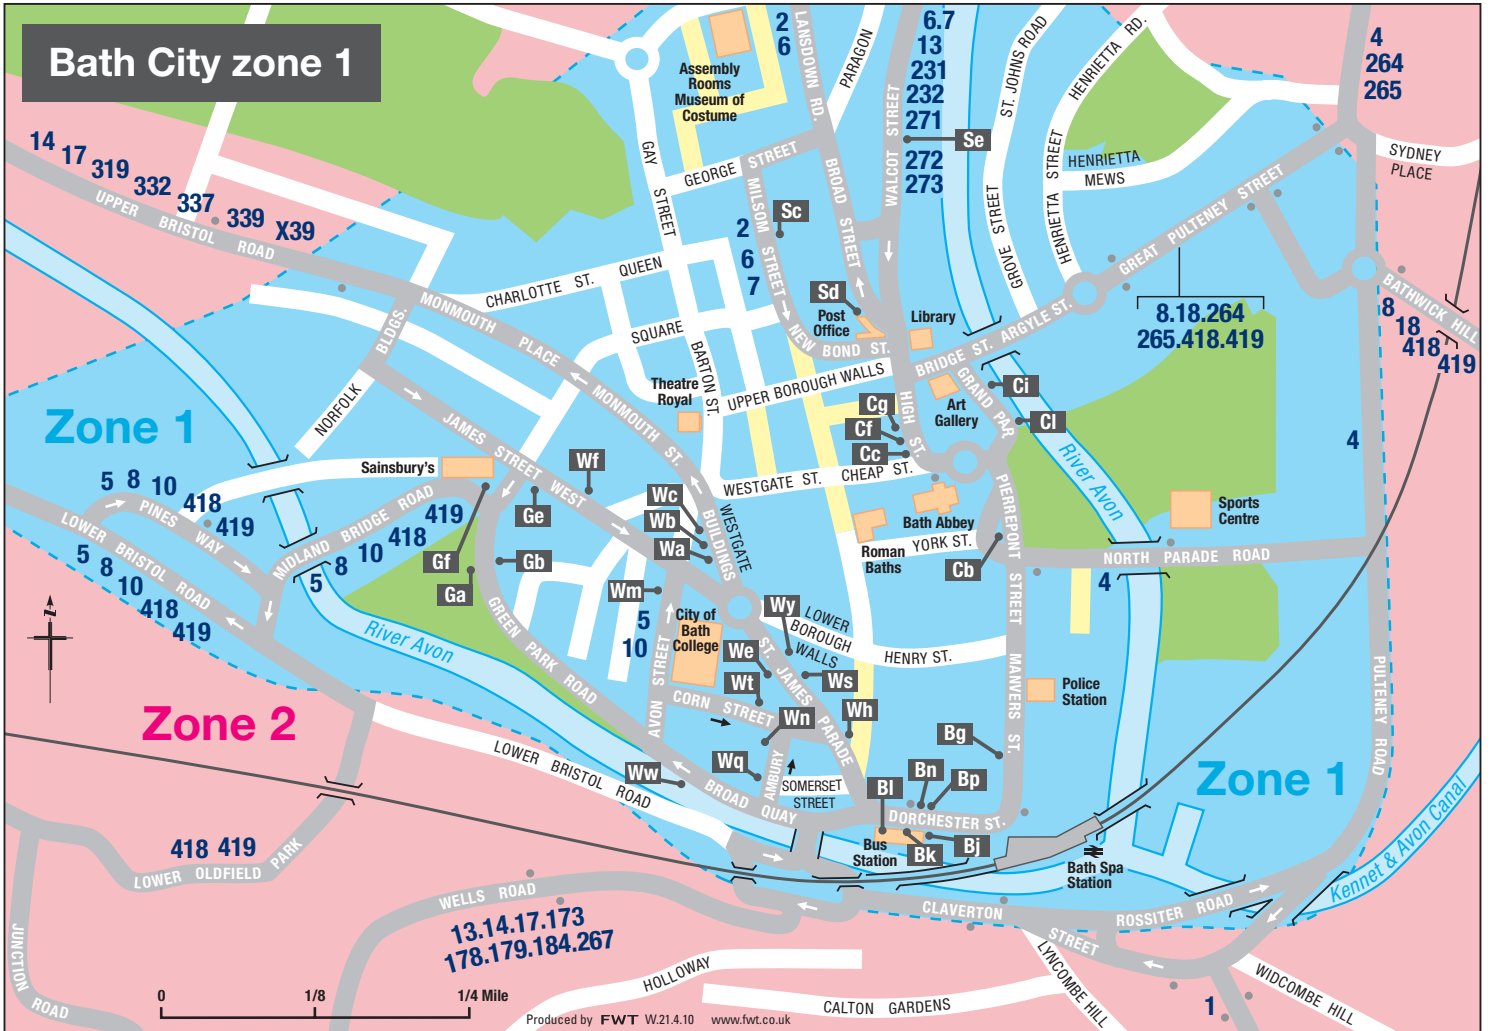 Bath City zone 1
2
6
LANSDOWN RD.
PARAGON
6.7
13
231
232
271
272
273
WALCOT STREET
Se
ST. JOHNS ROAD
HENRIETTA RD.
4
264
265
Assembly
Rooms
Museum of
Costume
GAY STREET
GEORGE STREET
BROAD STREET
MILSOM STREET
HENRIETTA STREET
HENRIETTA
MEWS
GROVE STREET
SYDNEY
PLACE
GREAT PULTENEY STREET
14
17
319
332
337
339
X39
UPPER BRISTOL ROAD
Sc
2
6
7
CHARLOTTE ST.
QUEEN
SQUARE
Sd
Post
Office
Library
NEW BOND ST.
BRIDGE ST.
ARGYLE ST.
8.18.264
265.418.419
BATHWICK HILL
8
18
418
419
MONMOUTH PLACE
MONMOUTH ST.
NORFOLK BLDGS.
BARTON ST.
Theatre
Royal
UPPER BOROUGH WALLS
HIGH ST.
Art
Gallery
GRAND PAR
Ci
Cl
Cg
Cf
Cc
River Avon
4
Zone 1
JAMES STREET WEST
Sainsbury's
Wf
Ge
WESTGATE ST.
CHEAP ST.
Wc
Wb
Wa
WESTGATE
BUILDINGS
Bath Abbey
Roman
Baths
YORK ST.
Cb
PIERREPONT STREET
Sports
Centre
NORTH PARADE ROAD
4
5
8
10
418
419
PINES WAY
LOWER BRISTOL ROAD
5
8
10
418
419
MIDLAND BRIDGE ROAD
5
8
10
418
419
Gf
Gb
Ga
n
River Avon
GREEN PARK ROAD
Wm
5
10
City of
Bath
College
AVON STREET
Wy
LOWER
BOROUGH
WALLS
HENRY ST.
We
Wt
Ws
ST. JAMES PARADE
CORN STREET
Wn
Wh
Wq
AMBURY
SOMERSET
STREET
MANVERS ST.
Police
Station
Bg
PULTENEY ROAD
Zone 2
LOWER BRISTOL ROAD
Ww
BROAD QUAY
Bl
Bn
Bp
DORCHESTER ST.
Bus
Station
Bk
Bj
Bath Spa
Station
Zone 1
Kennet & Avon Canal
418
419
LOWER OLDFIELD PARK
WELLS ROAD
13.14.17.173
178.179.184.267
CLAVERTON STREET
ROSSITER ROAD
JUNCTION ROAD
HOLLOWAY
CALTON GARDENS
LYNCOMBE HILL
WIDCOMBE HILL
1
0
1/8
1/4 Mile
Produced by FWT W.21.4.10 www.fwt.co.uk